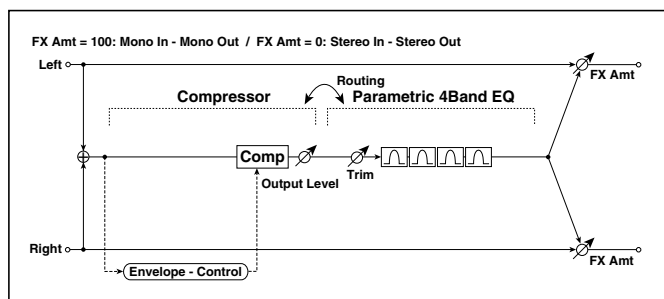 FX Amt = 100: Mono In - Mono Out / FX Amt = 0: Stereo In - Stereo Out
Left
FX Amt
Routing
Compressor
Parametric 4Band EQ
Comp
Output Level
Trim
Right
FX Amt
Envelope - Control